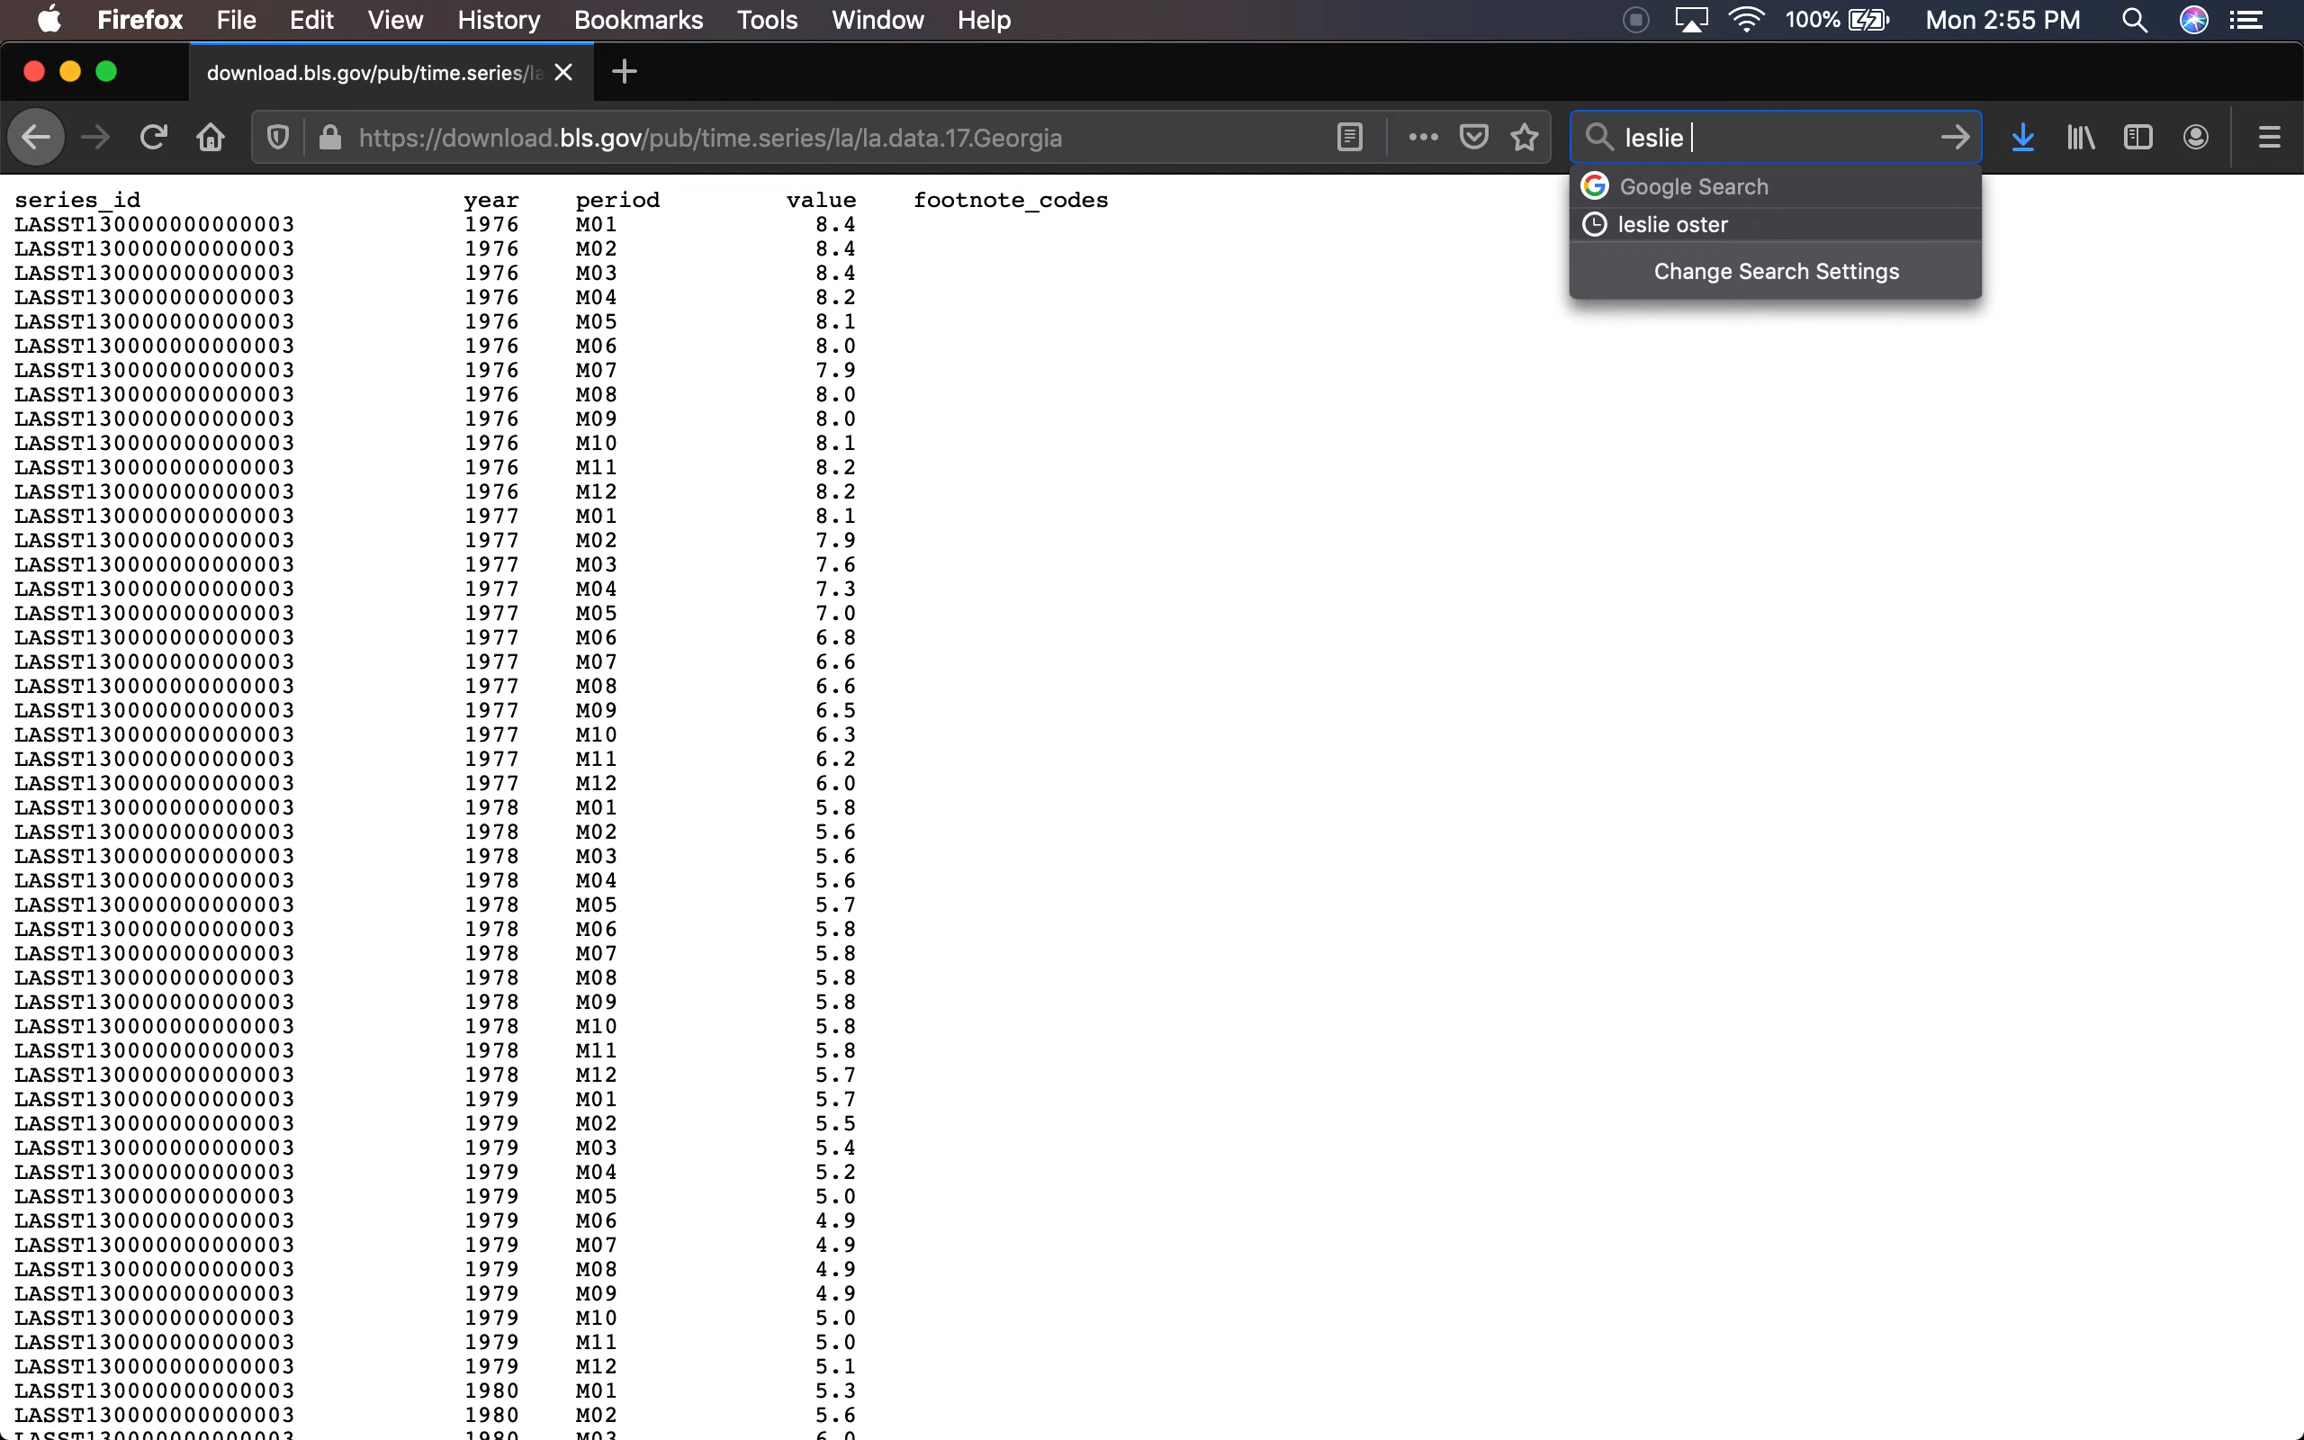 Firefox File Edit View History Bookmarks Tools Window Help 100% Mon 2:55 PM
download.bls.gov/pub/time.series/la
https://download.bls.gov/pub/time.series/la/la.data.17.Georgia leslie
Google Search
leslie oster
Change Search Settings
series_id year period value footnote_codes
LASST130000000000003 1976 M01 8.4
LASST130000000000003 1976 M02 8.4
LASST130000000000003 1976 M03 8.4
LASST130000000000003 1976 M04 8.2
LASST130000000000003 1976 M05 8.1
LASST130000000000003 1976 M06 8.0
LASST130000000000003 1976 M07 7.9
LASST130000000000003 1976 M08 8.0
LASST130000000000003 1976 M09 8.0
LASST130000000000003 1976 M10 8.1
LASST130000000000003 1976 M11 8.2
LASST130000000000003 1976 M12 8.2
LASST130000000000003 1977 M01 8.1
LASST130000000000003 1977 M02 7.9
LASST130000000000003 1977 M03 7.6
LASST130000000000003 1977 M04 7.3
LASST130000000000003 1977 M05 7.0
LASST130000000000003 1977 M06 6.8
LASST130000000000003 1977 M07 6.6
LASST130000000000003 1977 M08 6.6
LASST130000000000003 1977 M09 6.5
LASST130000000000003 1977 M10 6.3
LASST130000000000003 1977 M11 6.2
LASST130000000000003 1977 M12 6.0
LASST130000000000003 1978 M01 5.8
LASST130000000000003 1978 M02 5.6
LASST130000000000003 1978 M03 5.6
LASST130000000000003 1978 M04 5.6
LASST130000000000003 1978 M05 5.7
LASST130000000000003 1978 M06 5.8
LASST130000000000003 1978 M07 5.8
LASST130000000000003 1978 M08 5.8
LASST130000000000003 1978 M09 5.8
LASST130000000000003 1978 M10 5.8
LASST130000000000003 1978 M11 5.8
LASST130000000000003 1978 M12 5.7
LASST130000000000003 1979 M01 5.7
LASST130000000000003 1979 M02 5.5
LASST130000000000003 1979 M03 5.4
LASST130000000000003 1979 M04 5.2
LASST130000000000003 1979 M05 5.0
LASST130000000000003 1979 M06 4.9
LASST130000000000003 1979 M07 4.9
LASST130000000000003 1979 M08 4.9
LASST130000000000003 1979 M09 4.9
LASST130000000000003 1979 M10 5.0
LASST130000000000003 1979 M11 5.0
LASST130000000000003 1979 M12 5.1
LASST130000000000003 1980 M01 5.3
LASST130000000000003 1980 M02 5.6
LASST130000000000003 1980 M03 6.0